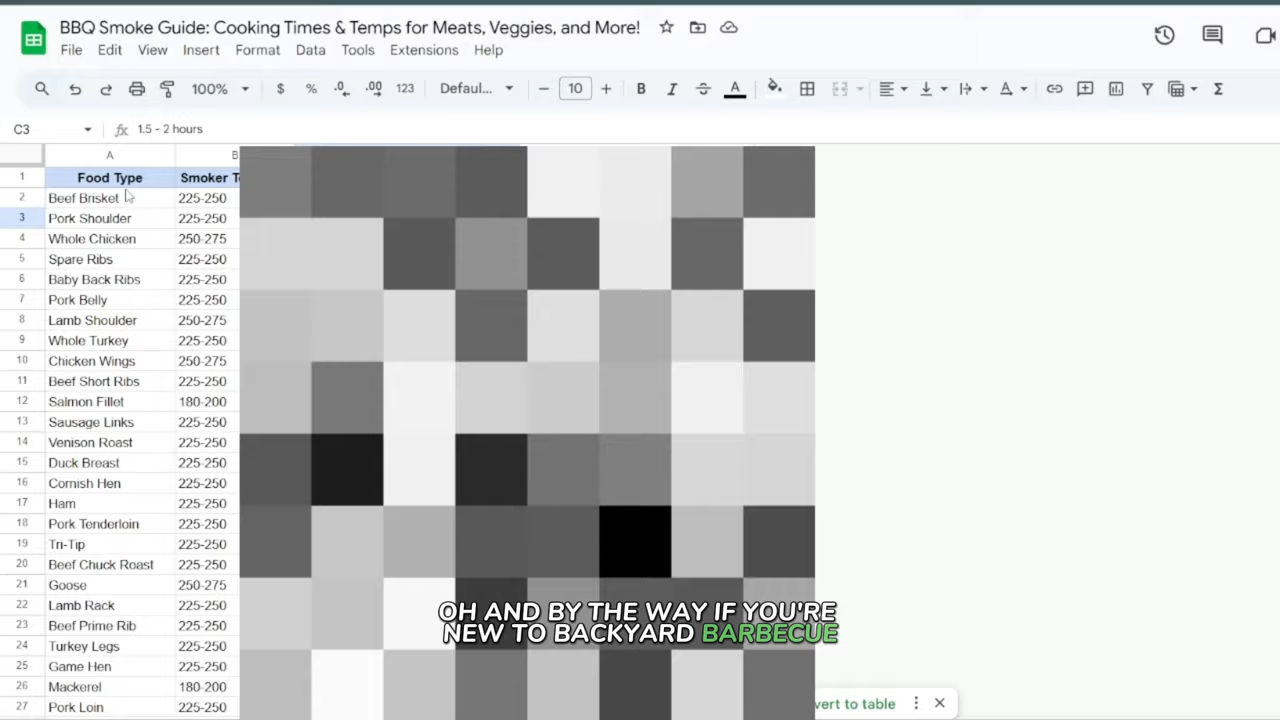 BBQ Smoke Guide: Cooking Times & Temps for Meats, Veggies, and More!
File Edit View Insert Format Data Tools Extensions Help
100% $ % .0 .00 123 Defaul... 10 B I A
C3 fx 1.5 - 2 hours
A B
1 Food Type Smoker
2 Beef Brisket 225-250
3 Pork Shoulder 225-250
4 Whole Chicken 250-275
5 Spare Ribs 225-250
6 Baby Back Ribs 225-250
7 Pork Belly 225-250
8 Lamb Shoulder 250-275
9 Whole Turkey 225-250
10 Chicken Wings 250-275
11 Beef Short Ribs 225-250
12 Salmon Fillet 180-200
13 Sausage Links 225-250
14 Venison Roast 225-250
15 Duck Breast 225-250
16 Cornish Hen 225-250
17 Ham 225-250
18 Pork Tenderloin 225-250
19 Tri-Tip 225-250
20 Beef Chuck Roast 225-250
21 Goose 250-275
22 Lamb Rack 225-250
23 Beef Prime Rib 225-250
24 Turkey Legs 225-250
25 Game Hen 225-250
26 Mackerel 180-200
27 Pork Loin 225-250
OH AND BY THE WAY IF YOU'RE
NEW TO BACKYARD BARBECUE
vert to table